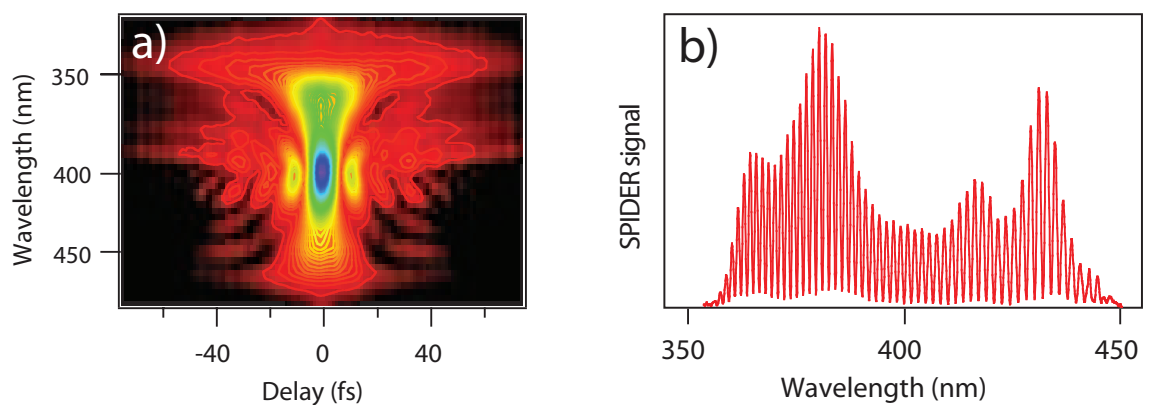 a)
Wavelength (nm)
350
400
450
-40
0
40
Delay (fs)
b)
SPIDER signal
350
400
450
Wavelength (nm)